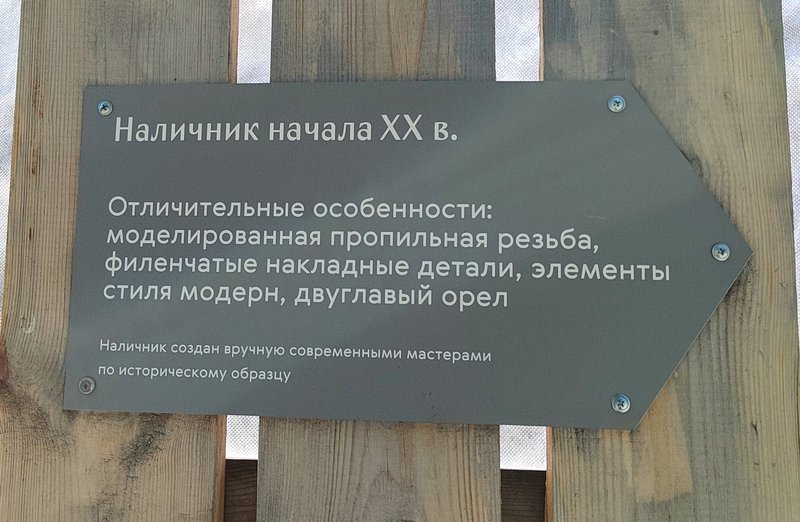 Наличник начала XX в.
Отличительные особенности:
моделированная пропильная резьба,
филенчатые накладные детали, элементы
стиля модерн, двуглавый орел
Наличник создан вручную современными мастерами
по историческому образцу